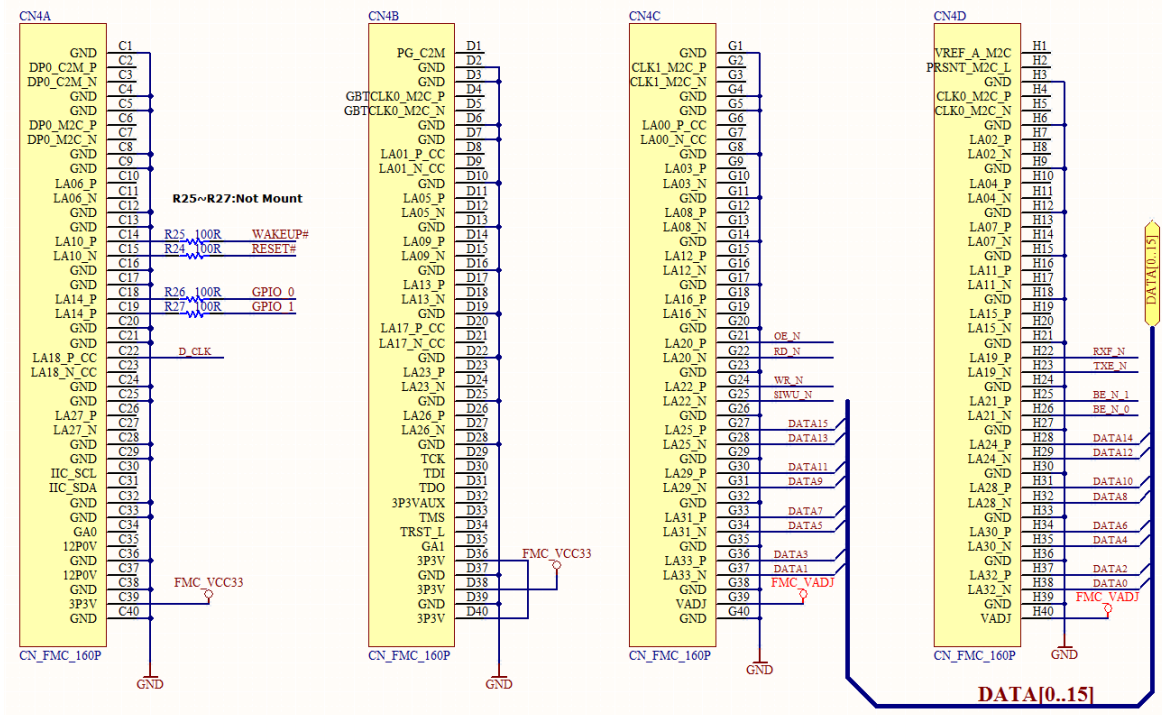 CN4A
GND C1
DP0_C2M_P C2
DP0_C2M_N C3
GND C4
GND C5
DP0_M2C_P C6
DP0_M2C_N C7
GND C8
GND C9
LA06_P C10
LA06_N C11
R25~R27:Not Mount
GND C12
GND C13
LA10_P C14 R25 100R WAKEUP#
LA10_N C15 R24 100R RESET#
GND C16
GND C17
LA14_P C18 R26 100R GPIO_0
LA14_P C19 R27 100R GPIO_1
GND C20
GND C21
LA18_P_CC C22 D_CLK
LA18_N_CC C23
GND C24
GND C25
LA27_P C26
LA27_N C27
GND C28
GND C29
IIC_SCL C30
IIC_SDA C31
GND C32
GND C33
GA0 C34
12P0V C35
GND C36
12P0V C37
GND C38 FMC_VCC33
3P3V C39
GND C40
CN_FMC_160P
GND
CN4B
PG_C2M D1
GND D2
GND D3
GBTCLK0_M2C_P D4
GBTCLK0_M2C_N D5
GND D6
GND D7
LA01_P_CC D8
LA01_N_CC D9
GND D10
LA05_P D11
LA05_N D12
GND D13
LA09_P D14
LA09_N D15
GND D16
LA13_P D17
LA13_N D18
GND D19
LA17_P_CC D20
LA17_N_CC D21
GND D22
LA23_P D23
LA23_N D24
GND D25
LA26_P D26
LA26_N D27
GND D28
TCK D29
TDI D30
TDO D31
3P3VAUX D32
TMS D33
TRST_L D34
GA1 D35
3P3V D36 FMC_VCC33
GND D37
3P3V D38
GND D39
3P3V D40
CN_FMC_160P
GND
CN4C
GND G1
CLK1_M2C_P G2
CLK1_M2C_N G3
GND G4
GND G5
LA00_P_CC G6
LA00_N_CC G7
GND G8
LA03_P G9
LA03_N G10
GND G11
LA08_P G12
LA08_N G13
GND G14
LA12_P G15
LA12_N G16
GND G17
LA16_P G18
LA16_N G19
GND G20
LA20_P G21 OE_N
LA20_N G22 RD_N
GND G23
LA22_P G24 WR_N
LA22_N G25 SIWU_N
GND G26
LA25_P G27 DATA15
LA25_N G28 DATA13
GND G29
LA29_P G30 DATA11
LA29_N G31 DATA9
GND G32
LA31_P G33 DATA7
LA31_N G34 DATA5
GND G35
LA33_P G36 DATA3
LA33_N G37 DATA1
GND G38 FMC_VADJ
VADJ G39
GND G40
CN_FMC_160P
GND
CN4D
VREF_A_M2C H1
PRSNT_M2C_L H2
GND H3
CLK0_M2C_P H4
CLK0_M2C_N H5
GND H6
LA02_P H7
LA02_N H8
GND H9
LA04_P H10
LA04_N H11
GND H12
LA07_P H13
LA07_N H14
GND H15
LA11_P H16
LA11_N H17
GND H18
LA15_P H19
LA15_N H20
GND H21
LA19_P H22 RXF_N
LA19_N H23 TXE_N
GND H24
LA21_P H25 BE_N_1
LA21_N H26 BE_N_0
GND H27
LA24_P H28 DATA14
LA24_N H29 DATA12
GND H30
LA28_P H31 DATA10
LA28_N H32 DATA8
GND H33
LA30_P H34 DATA6
LA30_N H35 DATA4
GND H36
LA32_P H37 DATA2
LA32_N H38 DATA0
GND H39 FMC_VADJ
VADJ H40
CN_FMC_160P
GND
DATA[0..15]
DATA[0..15]